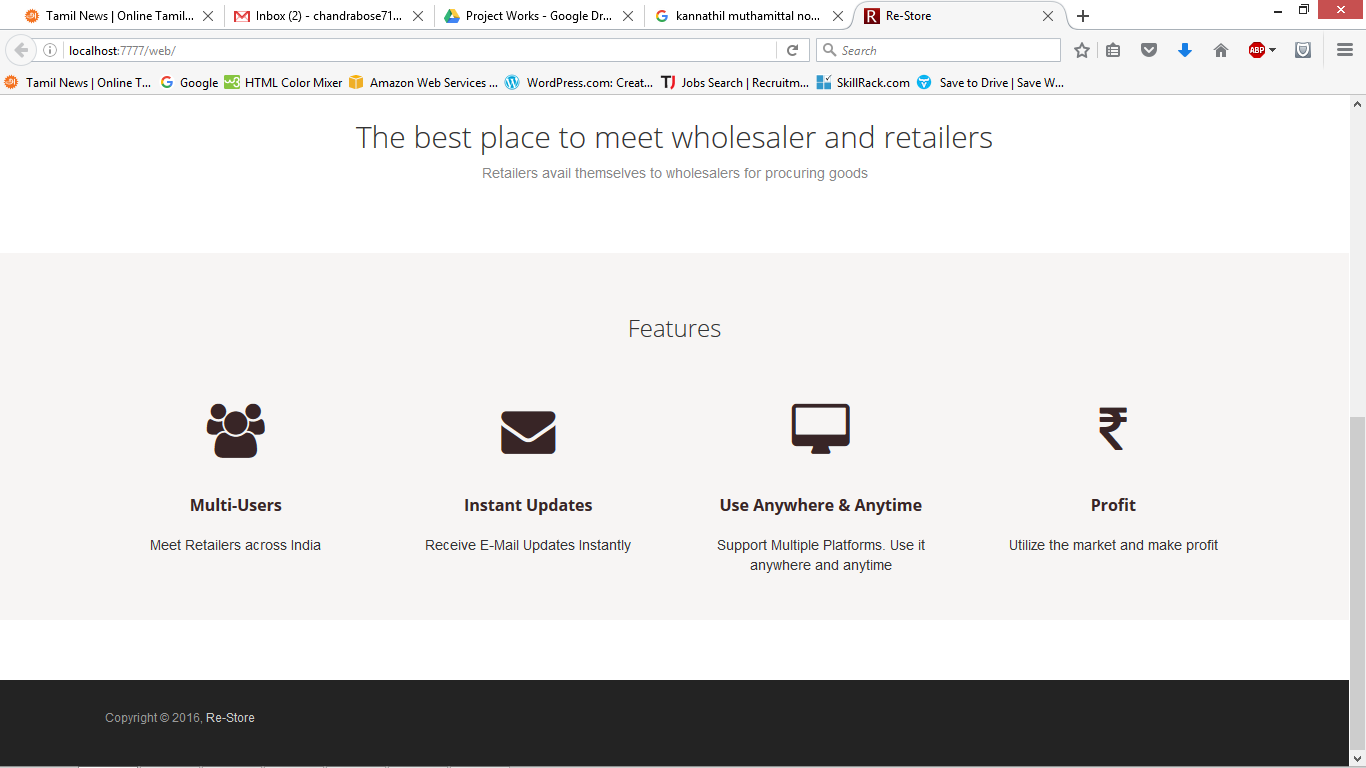 Tamil News | Online Tamil...
Inbox (2) - chandrabose71...
Project Works - Google Dr...
kannathil muthamittal no...
Re-Store
localhost:7777/web/
Search
ABP
Tamil News | Online T...
Google
HTML Color Mixer
Amazon Web Services ...
WordPress.com: Creat...
Jobs Search | Recruitm...
SkillRack.com
Save to Drive | Save W...
The best place to meet wholesaler and retailers
Retailers avail themselves to wholesalers for procuring goods
Features
Multi-Users
Meet Retailers across India
Instant Updates
Receive E-Mail Updates Instantly
Use Anywhere & Anytime
Support Multiple Platforms. Use it
anywhere and anytime
Profit
Utilize the market and make profit
Copyright © 2016, Re-Store